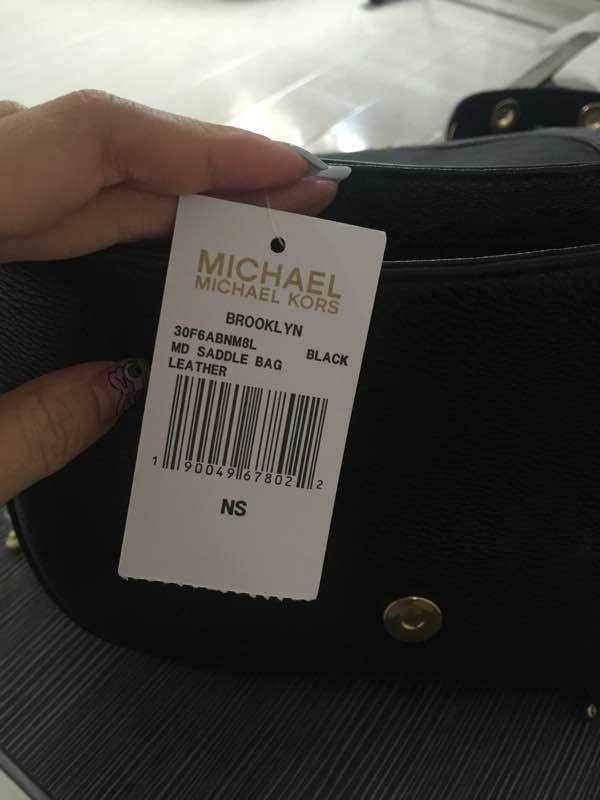 MICHAEL
MICHAEL KORS
BROOKLYN
30F6ABNM8L BLACK
MD SADDLE BAG
LEATHER
1 90049 67802 2
NS